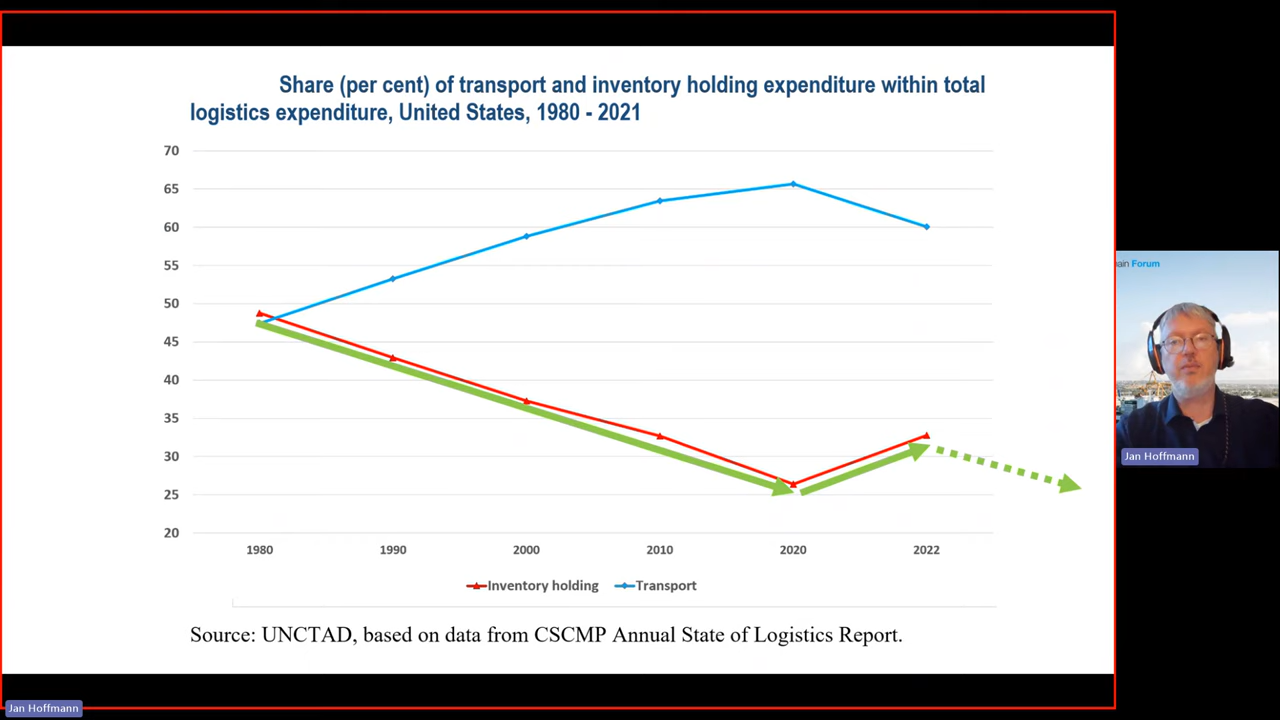 Share (per cent) of transport and inventory holding expenditure within total
logistics expenditure, United States, 1980 - 2021
70
65
60
55
50
45
40
35
30
25
20
1980 1990 2000 2010 2020 2022
Inventory holding Transport
Source: UNCTAD, based on data from CSCMP Annual State of Logistics Report.
Forum
Jan Hoffmann
Jan Hoffmann